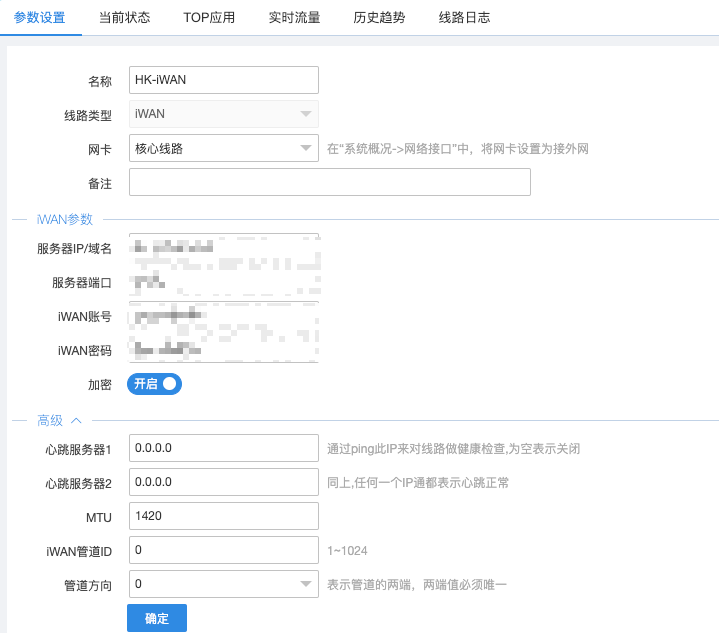 参数设置 当前状态 TOP应用 实时流量 历史趋势 线路日志
名称 HK-iWAN
线路类型 iWAN
网卡 核心线路 在“系统概况->网络接口”中，将网卡设置为接外网
备注
iWAN参数
服务器IP/域名
服务器端口
iWAN账号
iWAN密码
加密 开启
高级
心跳服务器1 0.0.0.0 通过ping此IP来对线路做健康检查,为空表示关闭
心跳服务器2 0.0.0.0 同上,任何一个IP通都表示心跳正常
MTU 1420
iWAN管道ID 0 1~1024
管道方向 0 表示管道的两端，两端值必须唯一
确定